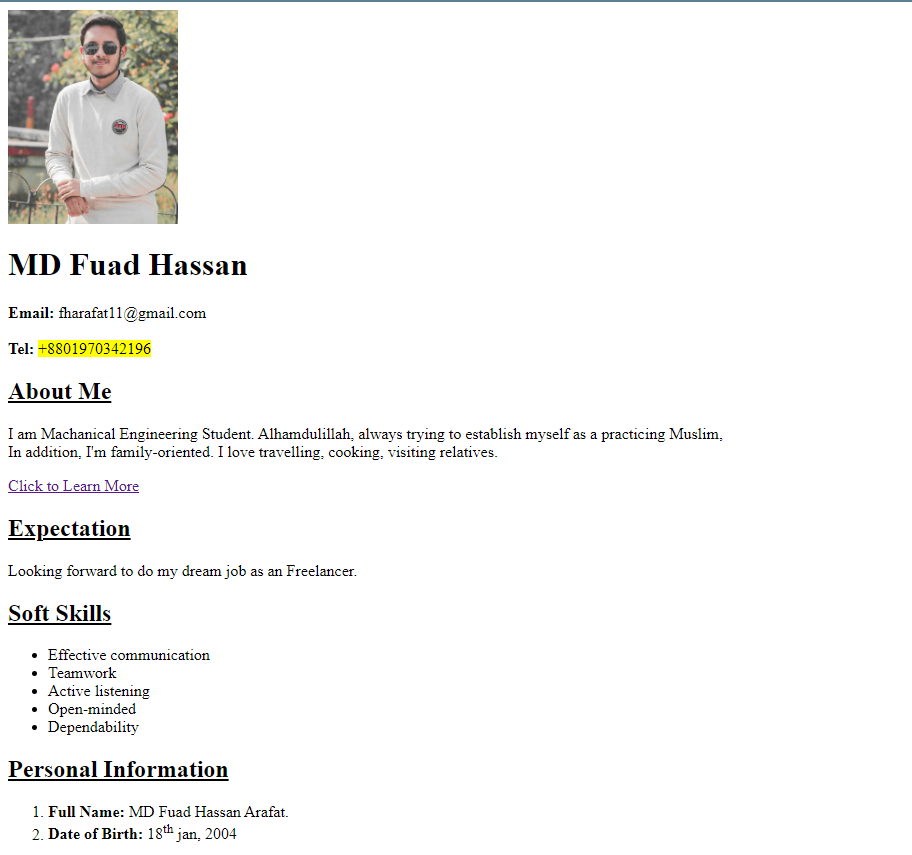 MD Fuad Hassan
Email: fharafat11@gmail.com
Tel: +8801970342196
About Me
I am Machanical Engineering Student. Alhamdulillah, always trying to establish myself as a practicing Muslim,
In addition, I'm family-oriented. I love travelling, cooking, visiting relatives.
Click to Learn More
Expectation
Looking forward to do my dream job as an Freelancer.
Soft Skills
• Effective communication
• Teamwork
• Active listening
• Open-minded
• Dependability
Personal Information
1. Full Name: MD Fuad Hassan Arafat.
2. Date of Birth: 18th jan, 2004